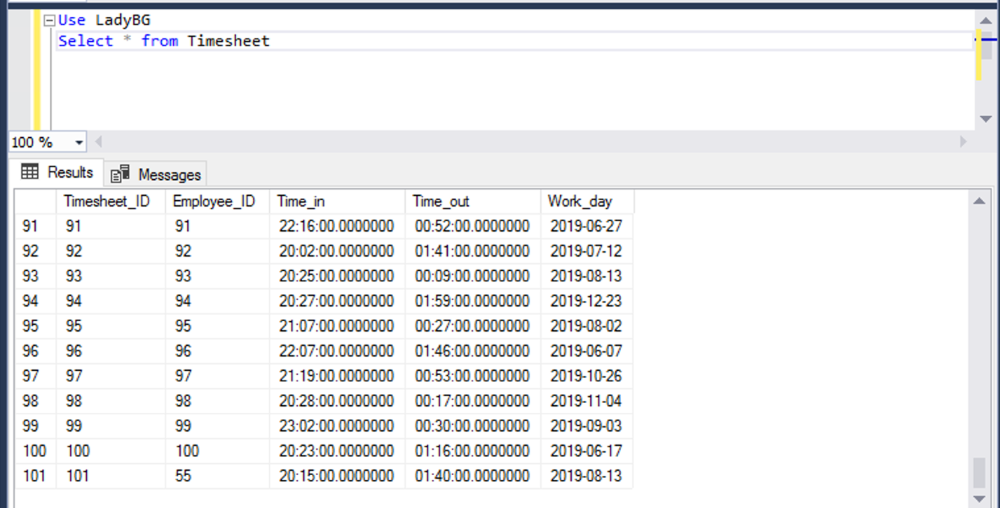 Use LadyBG
Select * from Timesheet
100 %
Results Messages
Timesheet_ID Employee_ID Time_in Time_out Work_day
91 91 91 22:16:00.0000000 00:52:00.0000000 2019-06-27
92 92 92 20:02:00.0000000 01:41:00.0000000 2019-07-12
93 93 93 20:25:00.0000000 00:09:00.0000000 2019-08-13
94 94 94 20:27:00.0000000 01:59:00.0000000 2019-12-23
95 95 95 21:07:00.0000000 00:27:00.0000000 2019-08-02
96 96 96 22:07:00.0000000 01:46:00.0000000 2019-06-07
97 97 97 21:19:00.0000000 00:53:00.0000000 2019-10-26
98 98 98 20:28:00.0000000 00:17:00.0000000 2019-11-04
99 99 99 23:02:00.0000000 00:30:00.0000000 2019-09-03
100 100 100 20:23:00.0000000 01:16:00.0000000 2019-06-17
101 101 55 20:15:00.0000000 01:40:00.0000000 2019-08-13